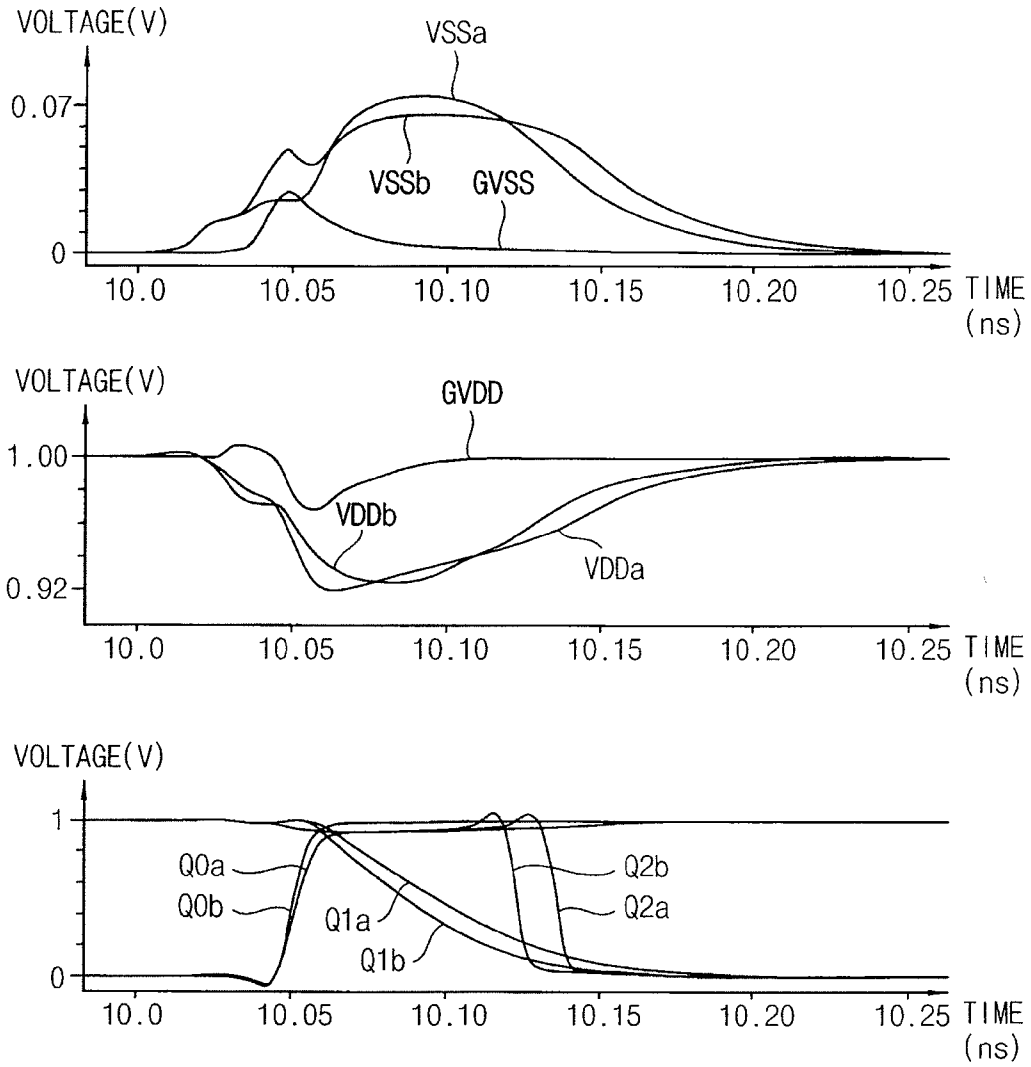 VOLTAGE(V)
VSSa
0.07
VSSb
GVSS
0
10.0 10.05 10.10 10.15 10.20 10.25 TIME
(ns)
VOLTAGE(V)
GVDD
1.00
VDDb
VDDa
0.92
10.0 10.05 10.10 10.15 10.20 10.25 TIME
(ns)
VOLTAGE(V)
1
Q0a
Q2b
Q0b
Q1a
Q2a
Q1b
0
10.0 10.05 10.10 10.15 10.20 10.25 TIME
(ns)